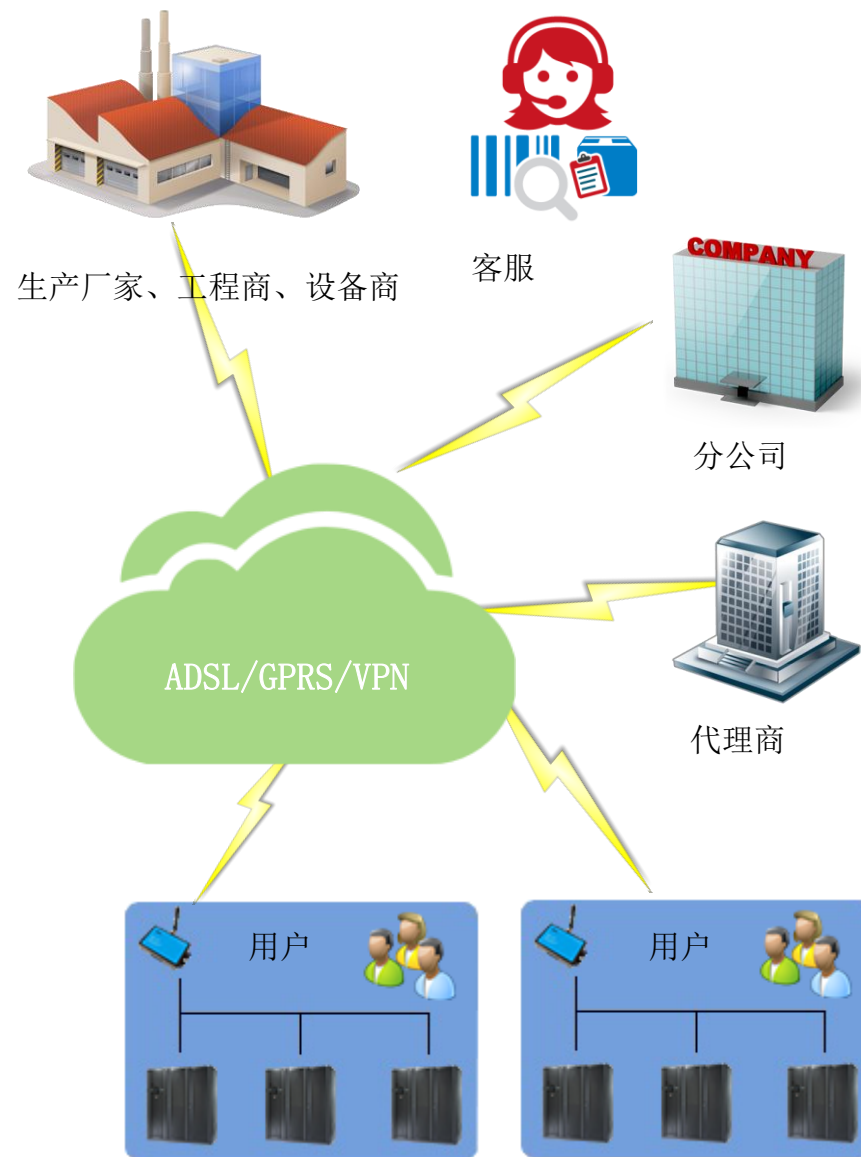 COMPANY
客服
生产厂家、工程商、设备商
分公司
ADSL/GPRS/VPN
代理商
用户
用户